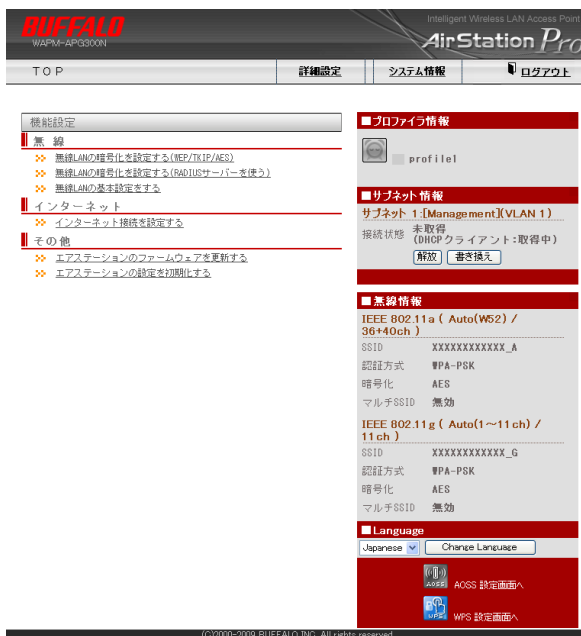 BUFFALO
WAPM-APG300N
Intelligent Wireless LAN Access Point
AirStation Pro
TOP
詳細設定
システム情報
ログアウト
機能設定
無 線
無線LANの暗号化を設定する(WEP/TKIP/AES)
無線LANの暗号化を設定する(RADIUSサーバーを使う)
無線LANの基本設定をする
インターネット
インターネット接続を設定する
その他
エアステーションのファームウェアを更新する
エアステーションの設定を初期化する
■プロファイラ情報
profile1
■サブネット情報
サブネット 1:[Management](VLAN 1)
接続状態 未取得
(DHCPクライアント:取得中)
解放 書き換え
■無線情報
IEEE 802.11a ( Auto(W52) /
36+40ch )
SSID XXXXXXXXXXXX_A
認証方式 WPA-PSK
暗号化 AES
マルチSSID 無効
IEEE 802.11g ( Auto(1~11ch) /
11ch )
SSID XXXXXXXXXXXX_G
認証方式 WPA-PSK
暗号化 AES
マルチSSID 無効
■Language
Japanese Change Language
AOSS AOSS 設定画面へ
WPS WPS 設定画面へ
(C)2000-2009 BUFFALO INC. All rights reserved.